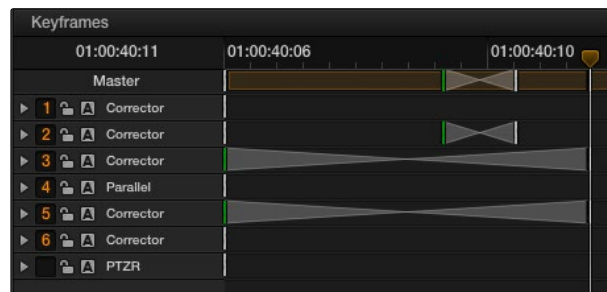 Keyframes
01:00:40:11 01:00:40:06 01:00:40:10
Master
1 A Corrector
2 A Corrector
3 A Corrector
4 A Parallel
5 A Corrector
6 A Corrector
A PTZR